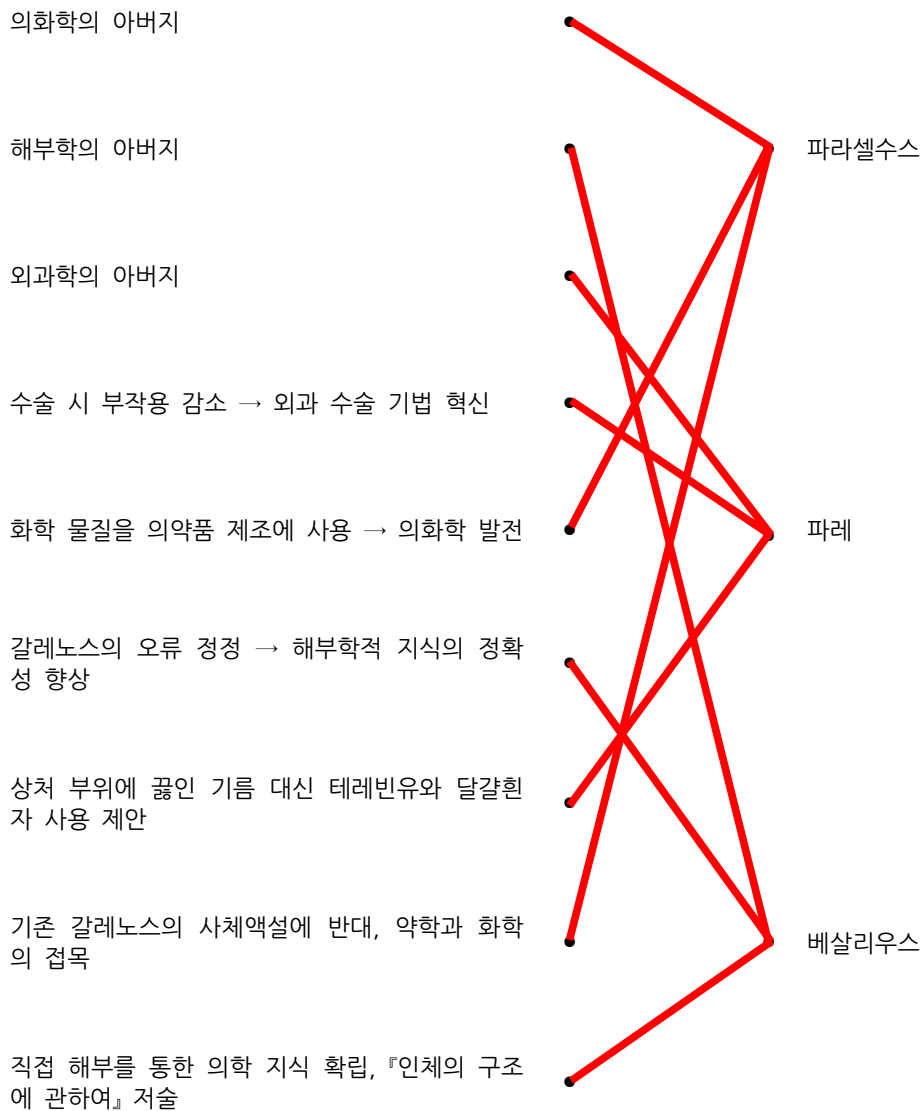 의화학의 아버지
해부학의 아버지
파라셀수스
외과학의 아버지
수술 시 부작용 감소 → 외과 수술 기법 혁신
화학 물질을 의약품 제조에 사용 → 의화학 발전
파레
갈레노스의 오류 정정 → 해부학적 지식의 정확
성 향상
상처 부위에 끓인 기름 대신 테레빈유와 달걀흰
자 사용 제안
기존 갈레노스의 사체액설에 반대, 약학과 화학
의 접목
베살리우스
직접 해부를 통한 의학 지식 확립,『인체의 구조
에 관하여』 저술